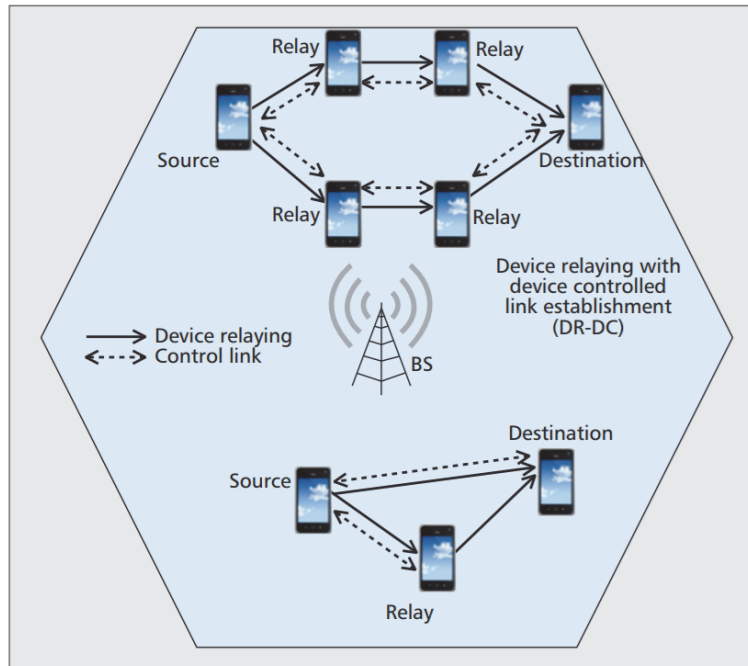 Relay
Relay
Source
Destination
Relay
Relay
Device relaying with
device controlled
link establishment
(DR-DC)
Device relaying
Control link
BS
Destination
Source
Relay